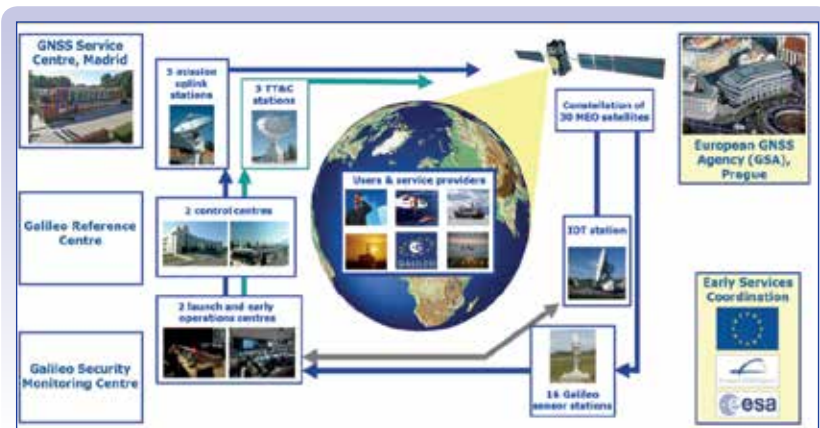 GNSS Service
Centre, Madrid
5 mission
uplink
stations
3 TT&C
stations
Constellation of
30 MEO satellites
European GNSS
Agency (GSA),
Prague
Users & service providers
GALILEO
Galileo Reference
Centre
2 control centres
IOT station
2 launch and early
operations centres
Early Services
Coordination
Galileo Security
Monitoring Centre
16 Galileo
sensor stations
esa